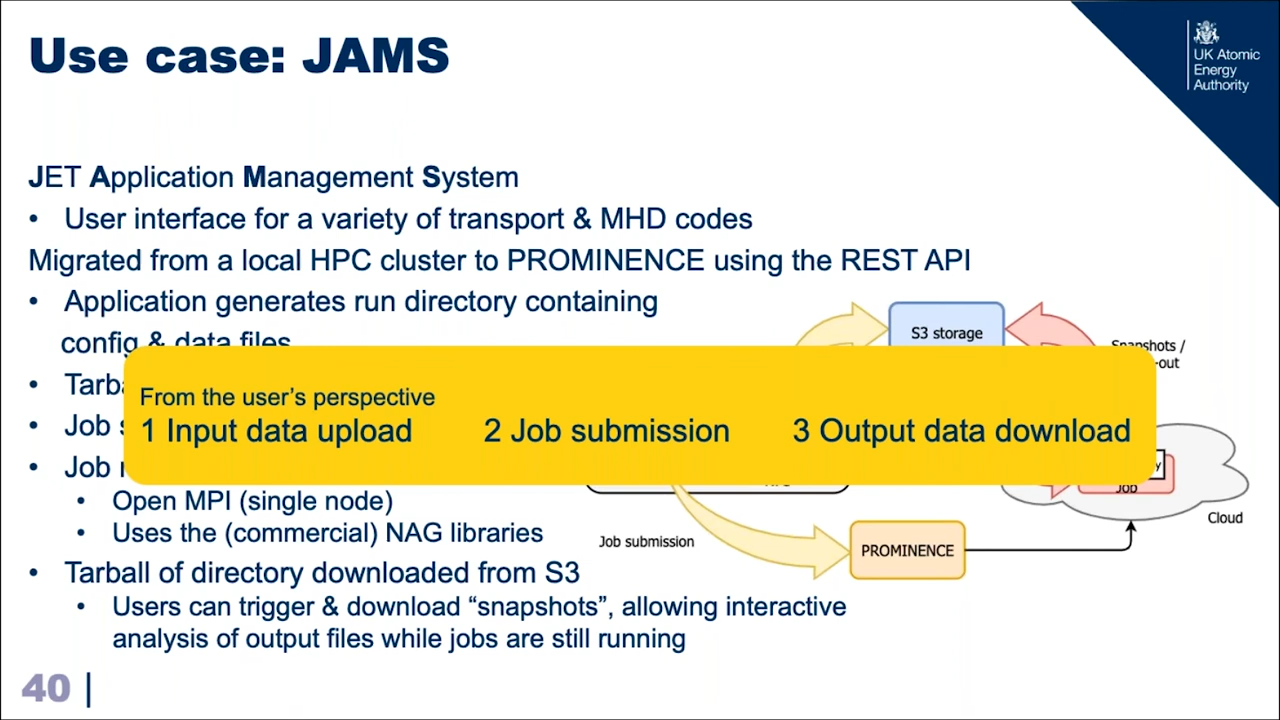 Use case: JAMS
UK Atomic
Energy
Authority
JET Application Management System
• User interface for a variety of transport & MHD codes
Migrated from a local HPC cluster to PROMINENCE using the REST API
• Application generates run directory containing
config & data files
• Tarba
• Job s
• Job
• Open MPI (single node)
• Uses the (commercial) NAG libraries
• Tarball of directory downloaded from S3
• Users can trigger & download “snapshots”, allowing interactive
analysis of output files while jobs are still running
From the user’s perspective
1 Input data upload
2 Job submission
3 Output data download
S3 storage
Snapshots /
-out
Job
Cloud
Job submission
PROMINENCE
40 |